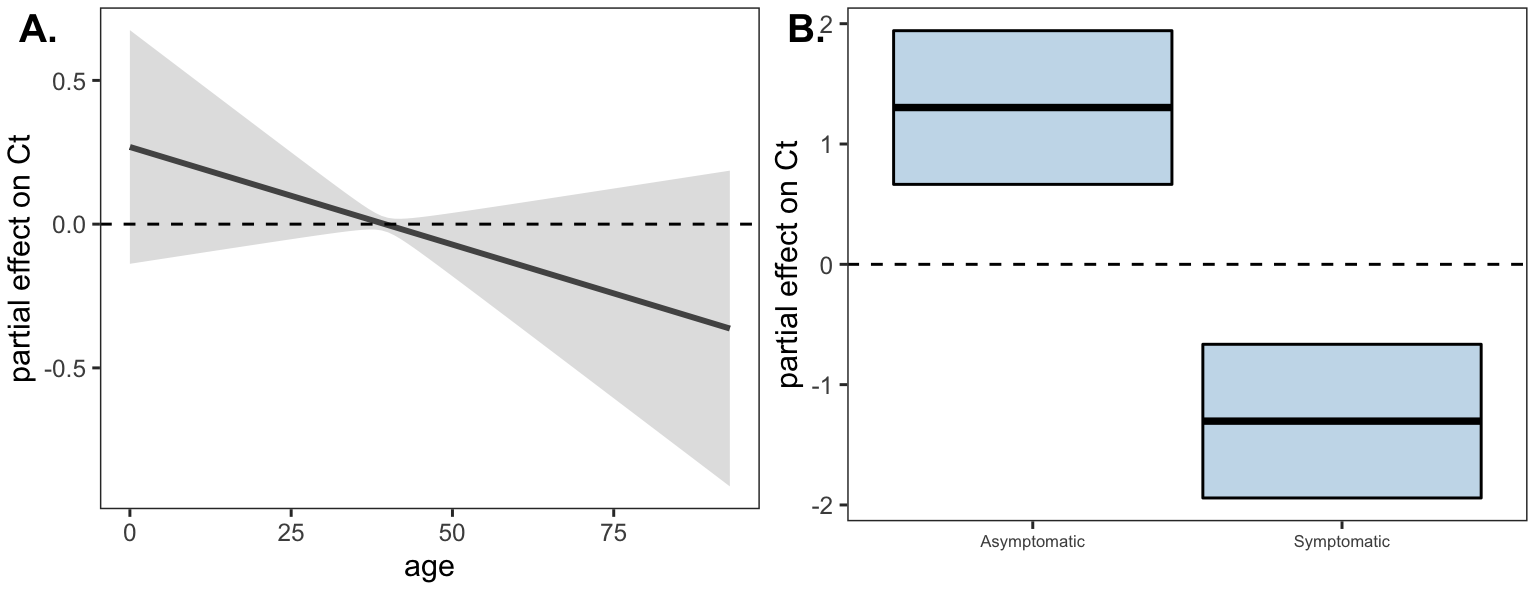 A.
partial effect on Ct
0.5
0.0
-0.5
0
25
50
75
age
B.
partial effect on Ct
2
1
0
-1
-2
Asymptomatic
Symptomatic